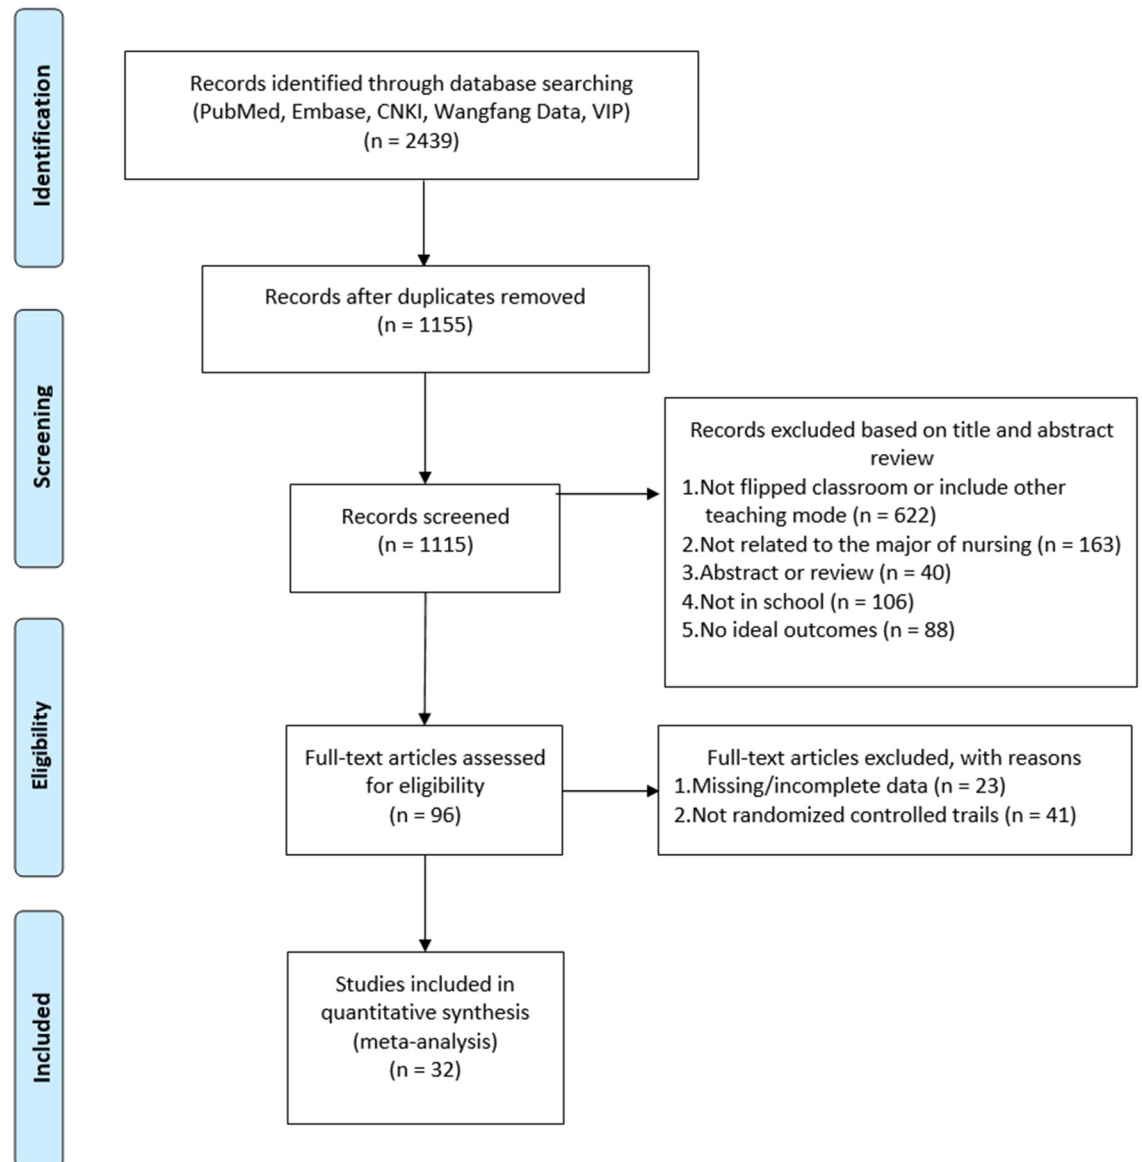 Identification
Records identified through database searching
(PubMed, Embase, CNKI, Wangfang Data, VIP)
(n = 2439)
Records after duplicates removed
(n = 1155)
Screening
Records screened
(n = 1115)
Records excluded based on title and abstract
review
1.Not flipped classroom or include other
teaching mode (n = 622)
2.Not related to the major of nursing (n = 163)
3.Abstract or review (n = 40)
4.Not in school (n = 106)
5.No ideal outcomes (n = 88)
Eligibility
Full-text articles assessed
for eligibility
(n = 96)
Full-text articles excluded, with reasons
1.Missing/incomplete data (n = 23)
2.Not randomized controlled trails (n = 41)
Included
Studies included in
quantitative synthesis
(meta-analysis)
(n = 32)